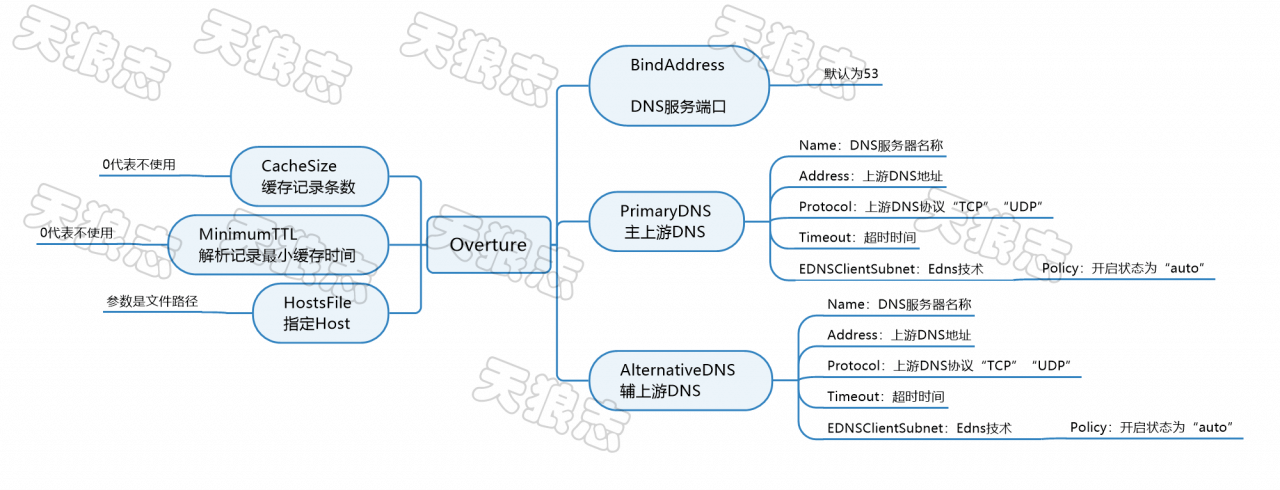 天狼志
天狼志
天狼志
天狼志
BindAddress
DNS服务端口
默认为53
CacheSize
缓存记录条数
0代表不使用
MinimumTTL
解析记录最小缓存时间
0代表不使用
HostsFile
指定Host
参数是文件路径
Overture
PrimaryDNS
主上游DNS
Name：DNS服务器名称
Address：上游DNS地址
Protocol：上游DNS协议“TCP” “UDP”
Timeout：超时时间
EDNSClientSubnet：Edns技术
Policy：开启状态为“auto”
天狼志
天狼志
天狼志
天狼志
AlternativeDNS
辅上游DNS
Name：DNS服务器名称
Address：上游DNS地址
Protocol：上游DNS协议“TCP” “UDP”
Timeout：超时时间
EDNSClientSubnet：Edns技术
Policy：开启状态为“auto”
天狼志